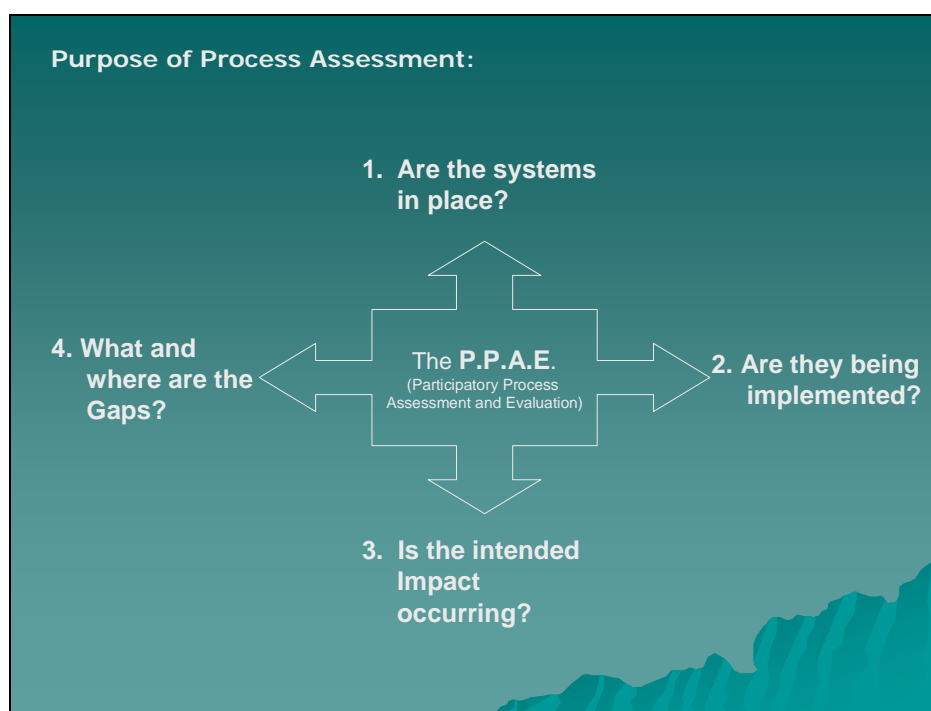 Purpose of Process Assessment:
1. Are the systems
in place?
4. What and
where are the
Gaps?
The P.P.A.E.
(Participatory Process
Assessment and Evaluation)
2. Are they being
implemented?
3. Is the intended
Impact
occurring?